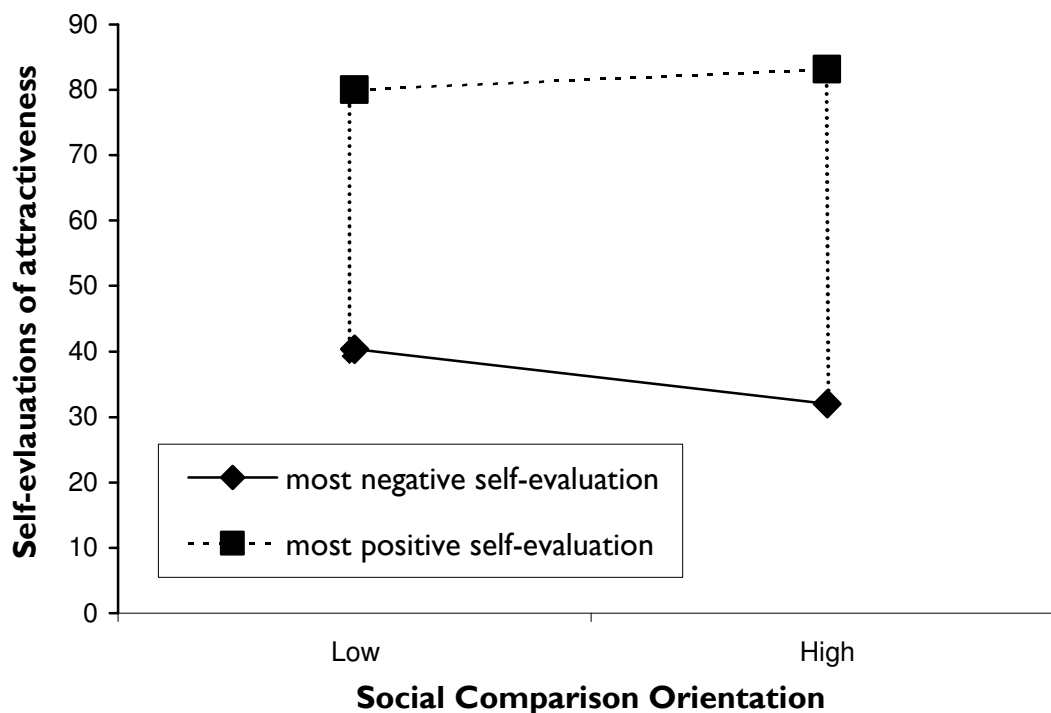 90
80
70
60
50
40
30
20
10
0
Self-evlauations of attractiveness
most negative self-evaluation
most positive self-evaluation
Low
High
Social Comparison Orientation